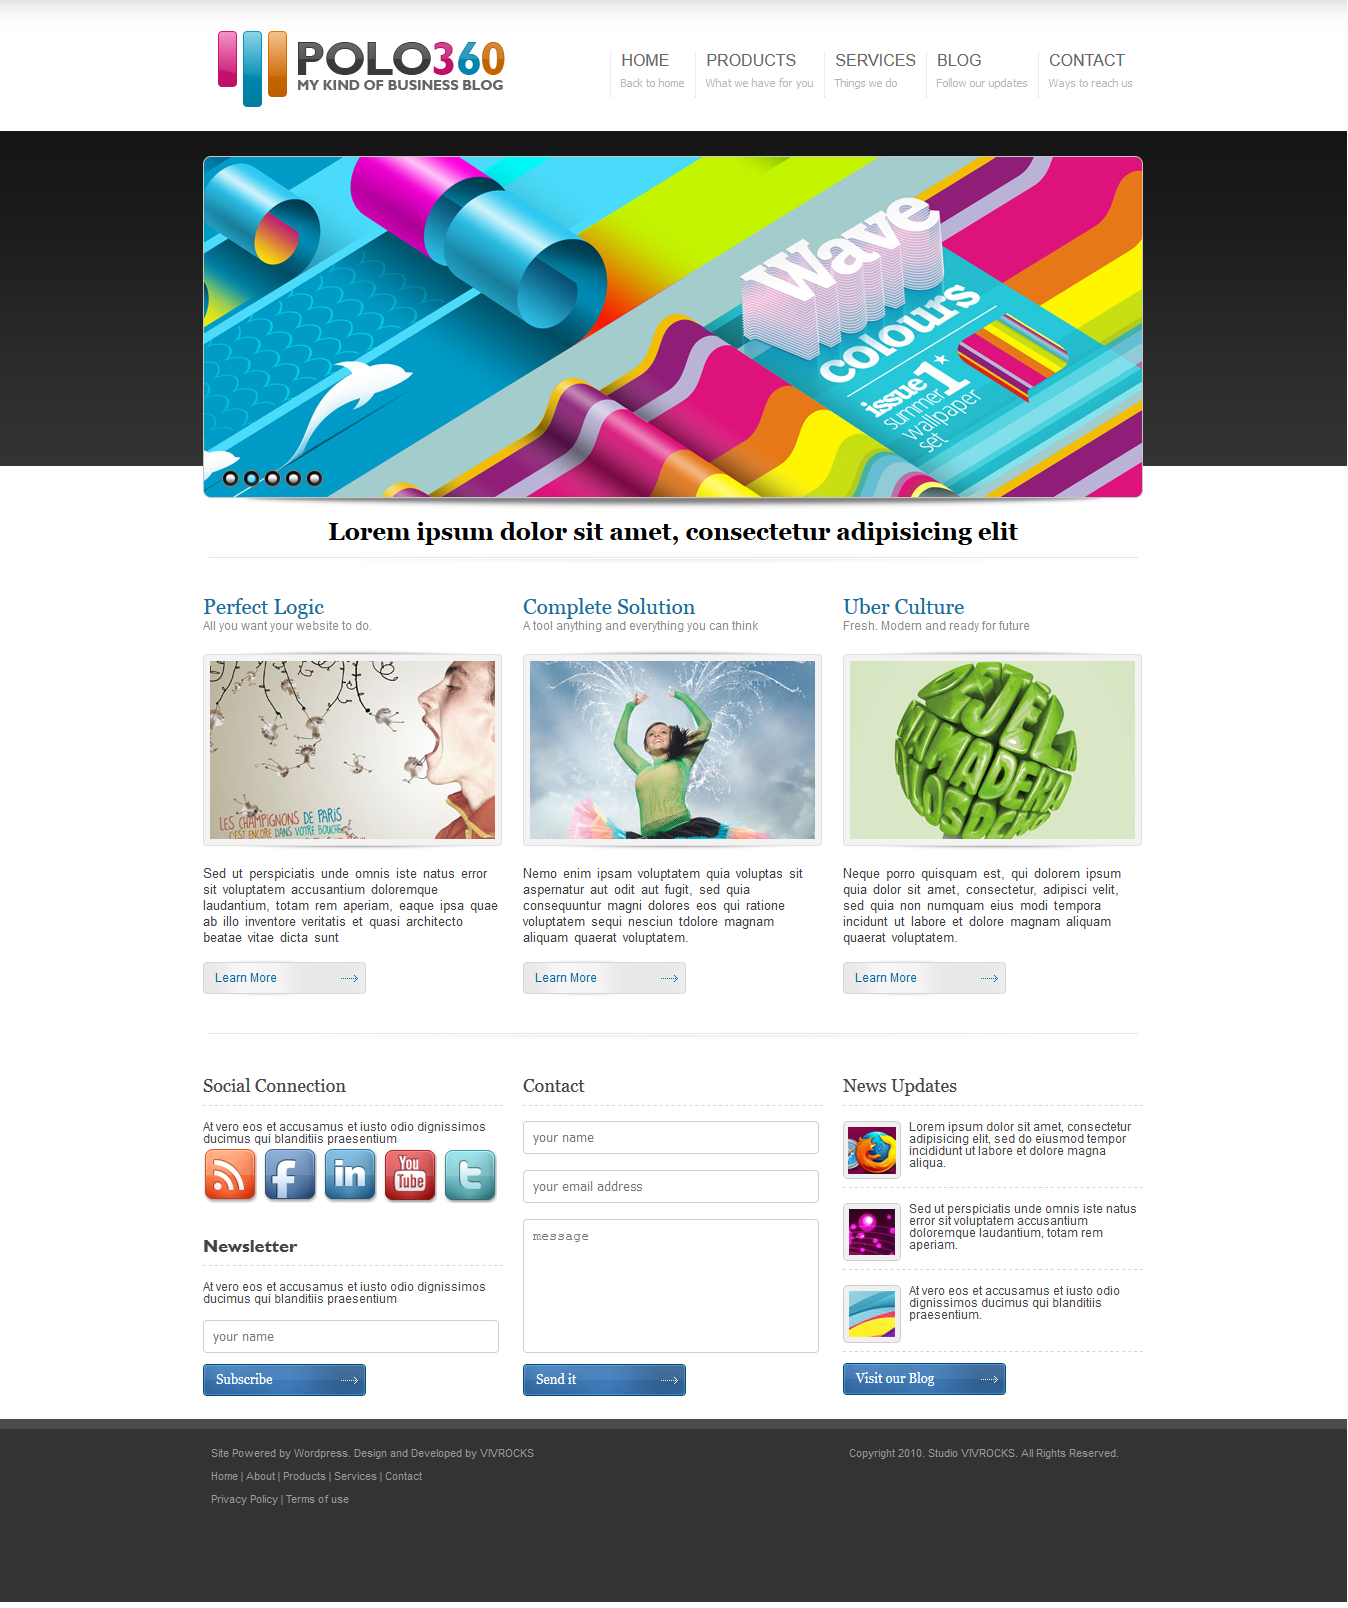 POLO360
MY KIND OF BUSINESS BLOG
HOME
Back to home
PRODUCTS
What we have for you
SERVICES
Things we do
BLOG
Follow our updates
CONTACT
Ways to reach us
Wave
colours
issue 1
summer
wallpaper
set
Lorem ipsum dolor sit amet, consectetur adipisicing elit
Perfect Logic
All you want your website to do.
LES CHAMPIGNONS DE PARIS
C'EST ENCORE DANS VOTRE BOUCHE
Sed ut perspiciatis unde omnis iste natus error
sit voluptatem accusantium doloremque
laudantium, totam rem aperiam, eaque ipsa quae
ab illo inventore veritatis et quasi architecto
beatae vitae dicta sunt
Learn More
Complete Solution
A tool anything and everything you can think
Nemo enim ipsam voluptatem quia voluptas sit
aspernatur aut odit aut fugit, sed quia
consequuntur magni dolores eos qui ratione
voluptatem sequi nesciun tdolore magnam
aliquam quaerat voluptatem.
Learn More
Uber Culture
Fresh. Modern and ready for future
Neque porro quisquam est, qui dolorem ipsum
quia dolor sit amet, consectetur, adipisci velit,
sed quia non numquam eius modi tempora
incidunt ut labore et dolore magnam aliquam
quaerat voluptatem.
Learn More
Social Connection
At vero eos et accusamus et iusto odio dignissimos
ducimus qui blanditiis praesentium
f
in
You
Tube
t
Newsletter
At vero eos et accusamus et iusto odio dignissimos
ducimus qui blanditiis praesentium
your name
Subscribe
Contact
your name
your email address
message
Send it
News Updates
Lorem ipsum dolor sit amet, consectetur
adipisicing elit, sed do eiusmod tempor
incididunt ut labore et dolore magna
aliqua.
Sed ut perspiciatis unde omnis iste natus
error sit voluptatem accusantium
doloremque laudantium, totam rem
aperiam.
At vero eos et accusamus et iusto odio
dignissimos ducimus qui blanditiis
praesentium.
Visit our Blog
Site Powered by Wordpress. Design and Developed by VIVROCKS
Home | About | Products | Services | Contact
Privacy Policy | Terms of use
Copyright 2010. Studio VIVROCKS. All Rights Reserved.